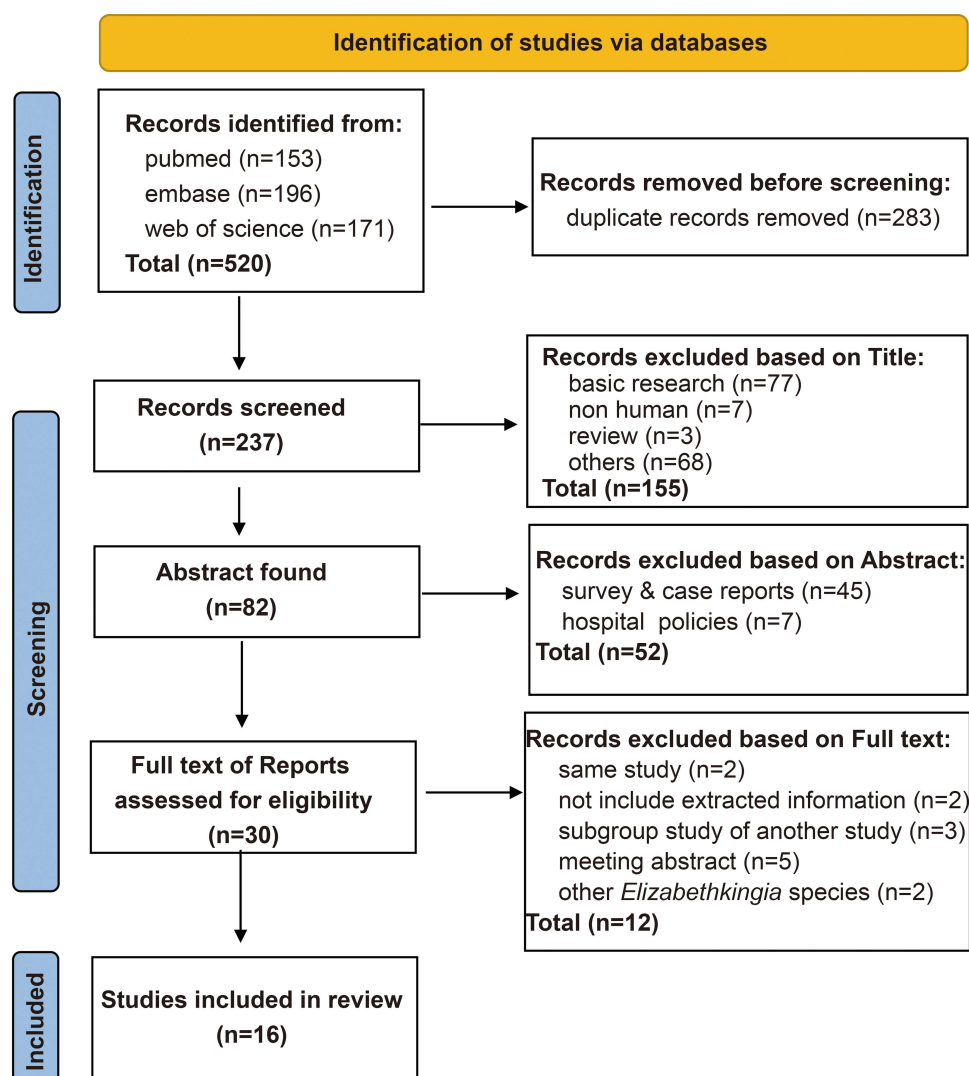 Identification of studies via databases
Identification
Records identified from:
pubmed (n=153)
embase (n=196)
web of science (n=171)
Total (n=520)
Records removed before screening:
duplicate records removed (n=283)
Screening
Records screened
(n=237)
Records excluded based on Title:
basic research (n=77)
non human (n=7)
review (n=3)
others (n=68)
Total (n=155)
Abstract found
(n=82)
Records excluded based on Abstract:
survey & case reports (n=45)
hospital policies (n=7)
Total (n=52)
Full text of Reports
assessed for eligibility
(n=30)
Records excluded based on Full text:
same study (n=2)
not include extracted information (n=2)
subgroup study of another study (n=3)
meeting abstract (n=5)
other Elizabethkingia species (n=2)
Total (n=12)
Included
Studies included in review
(n=16)